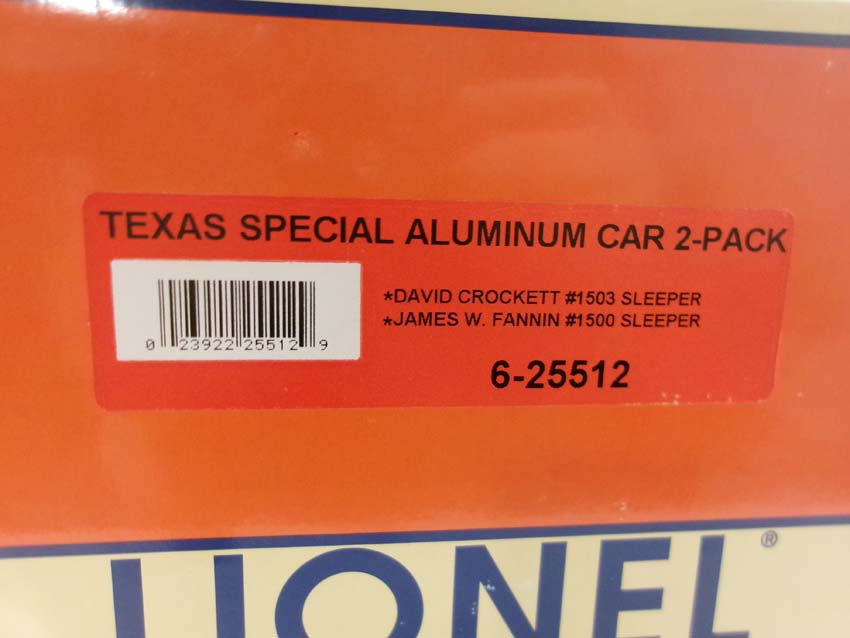 TEXAS SPECIAL ALUMINUM CAR 2-PACK
*DAVID CROCKETT #1503 SLEEPER
*JAMES W. FANNIN #1500 SLEEPER
0 23922 25512 9
6-25512
LIONEL®